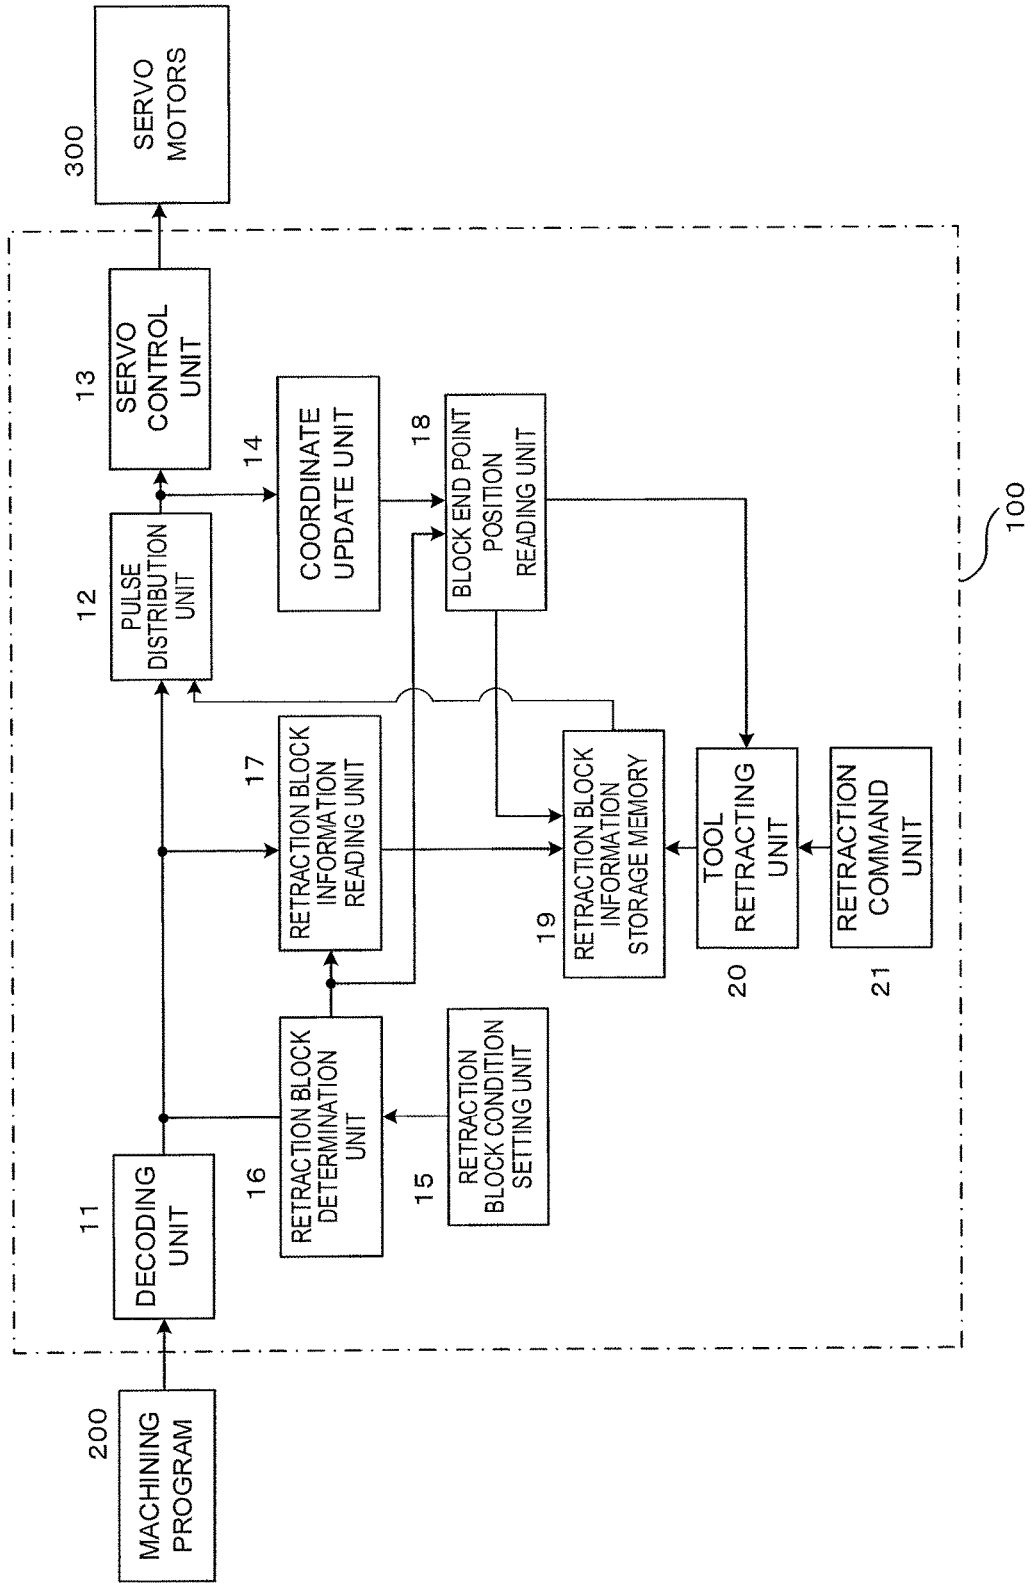 200
MACHINING
PROGRAM
11
DECODING
UNIT
12
PULSE
DISTRIBUTION
UNIT
13
SERVO
CONTROL
UNIT
300
SERVO
MOTORS
16
RETRACTION BLOCK
DETERMINATION
UNIT
17
RETRACTION BLOCK
INFORMATION
READING UNIT
14
COORDINATE
UPDATE UNIT
15
RETRACTION
BLOCK CONDITION
SETTING UNIT
18
BLOCK END POINT
POSITION
READING UNIT
19
RETRACTION BLOCK
INFORMATION
STORAGE MEMORY
20
TOOL
RETRACTING
UNIT
21
RETRACTION
COMMAND
UNIT
100